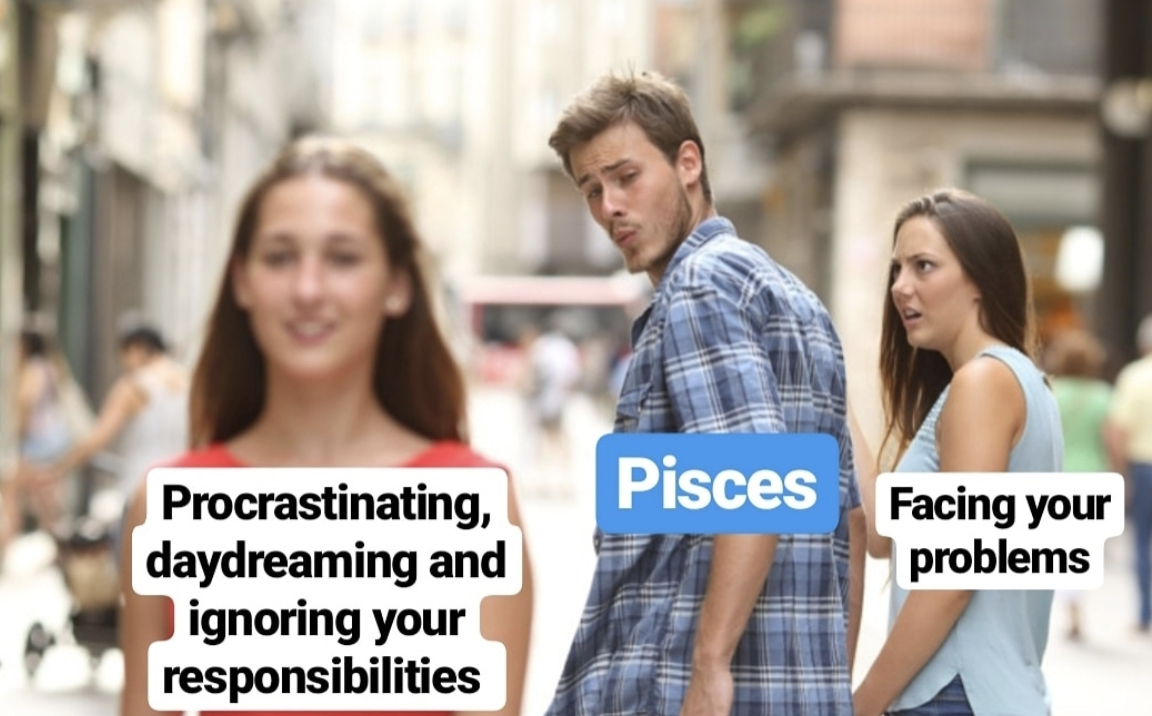 Procrastinating,
daydreaming and
ignoring your
responsibilities
Pisces
Facing your
problems